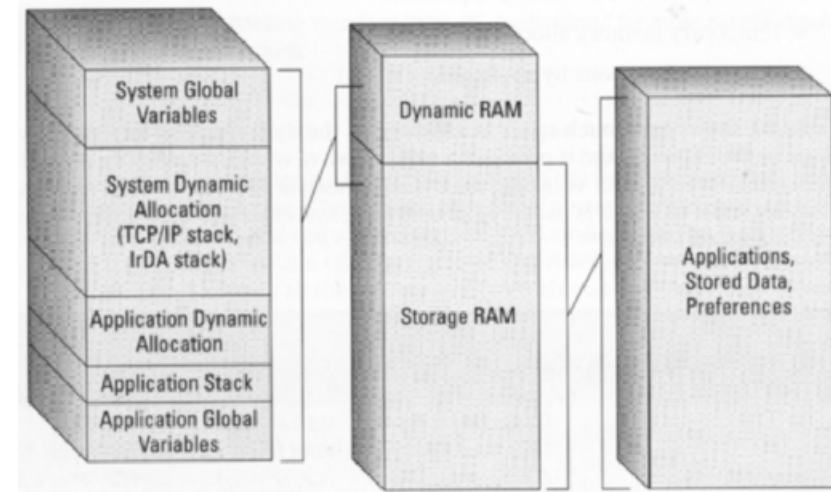 System Global
Variables
System Dynamic
Allocation
(TCP/IP stack,
IrDA stack)
Application Dynamic
Allocation
Application Stack
Application Global
Variables
Dynamic RAM
Storage RAM
Applications,
Stored Data,
Preferences